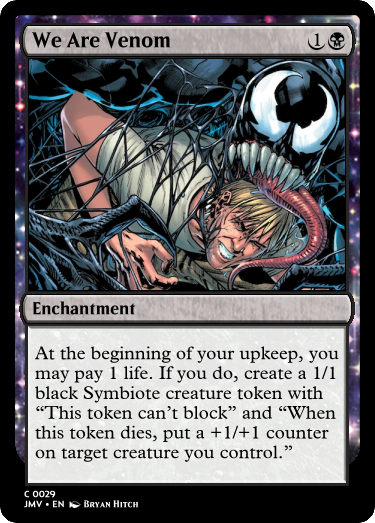 We Are Venom 1
Enchantment
At the beginning of your upkeep, you
may pay 1 life. If you do, create a 1/1
black Symbiote creature token with
“This token can’t block” and “When
this token dies, put a +1/+1 counter
on target creature you control.”
C 0029
JMV • EN Bryan Hitch